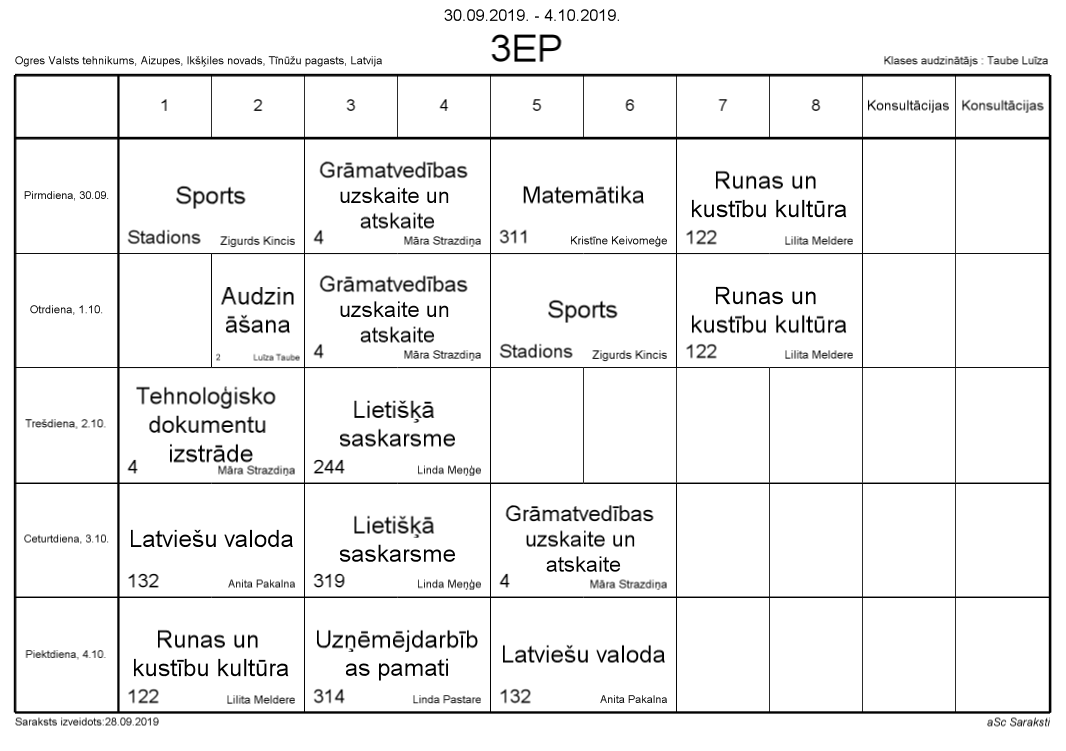 30.09.2019. - 4.10.2019.
3EP
Ogres Valsts tehnikums, Aizupes, Ikšķiles novads, Tīnūžu pagasts, Latvija
Klases audzinātājs : Taube Luīza
1 2 3 4 5 6 7 8 Konsultācijas Konsultācijas
Pirmdiena, 30.09.
Sports
Stadions Zigurds Kincis
Grāmatvedības
uzskaite un
atskaite
4 Māra Strazdiņa
Matemātika
311 Kristīne Keivomeģe
Runas un
kustību kultūra
122 Lilita Meldere
Otrdiena, 1.10.
Audzin
āšana
2 Luīza Taube
Grāmatvedības
uzskaite un
atskaite
4 Māra Strazdiņa
Sports
Stadions Zigurds Kincis
Runas un
kustību kultūra
122 Lilita Meldere
Trešdiena, 2.10.
Tehnoloģisko
dokumentu
izstrāde
4 Māra Strazdiņa
Lietišķā
saskarsme
244 Linda Meņģe
Ceturtdiena, 3.10.
Latviešu valoda
132 Anita Pakalna
Lietišķā
saskarsme
319 Linda Meņģe
Grāmatvedības
uzskaite un
atskaite
4 Māra Strazdiņa
Piektdiena, 4.10.
Runas un
kustību kultūra
122 Lilita Meldere
Uzņēmējdarbīb
as pamati
314 Linda Pastare
Latviešu valoda
132 Anita Pakalna
Saraksts izveidots:28.09.2019
aSc Saraksti